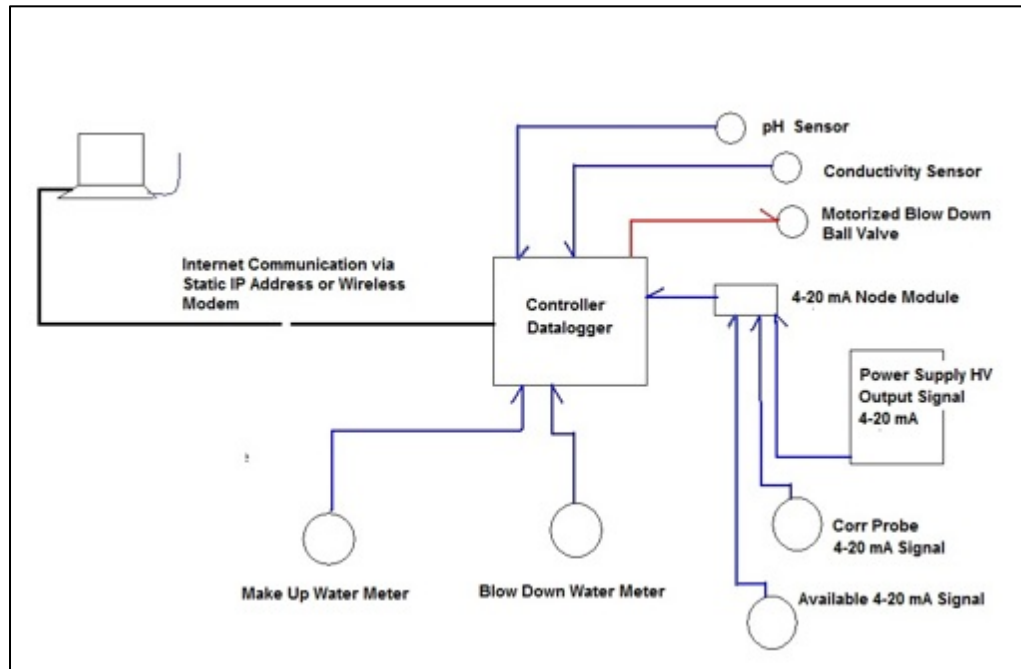 pH Sensor
Conductivity Sensor
Motorized Blow Down
Ball Valve
Internet Communication via
Static IP Address or Wireless
Modem
Controller
Datalogger
4-20 mA Node Module
Power Supply HV
Output Signal
4-20 mA
Corr Probe
4-20 mA Signal
Make Up Water Meter
Blow Down Water Meter
Available 4-20 mA Signal